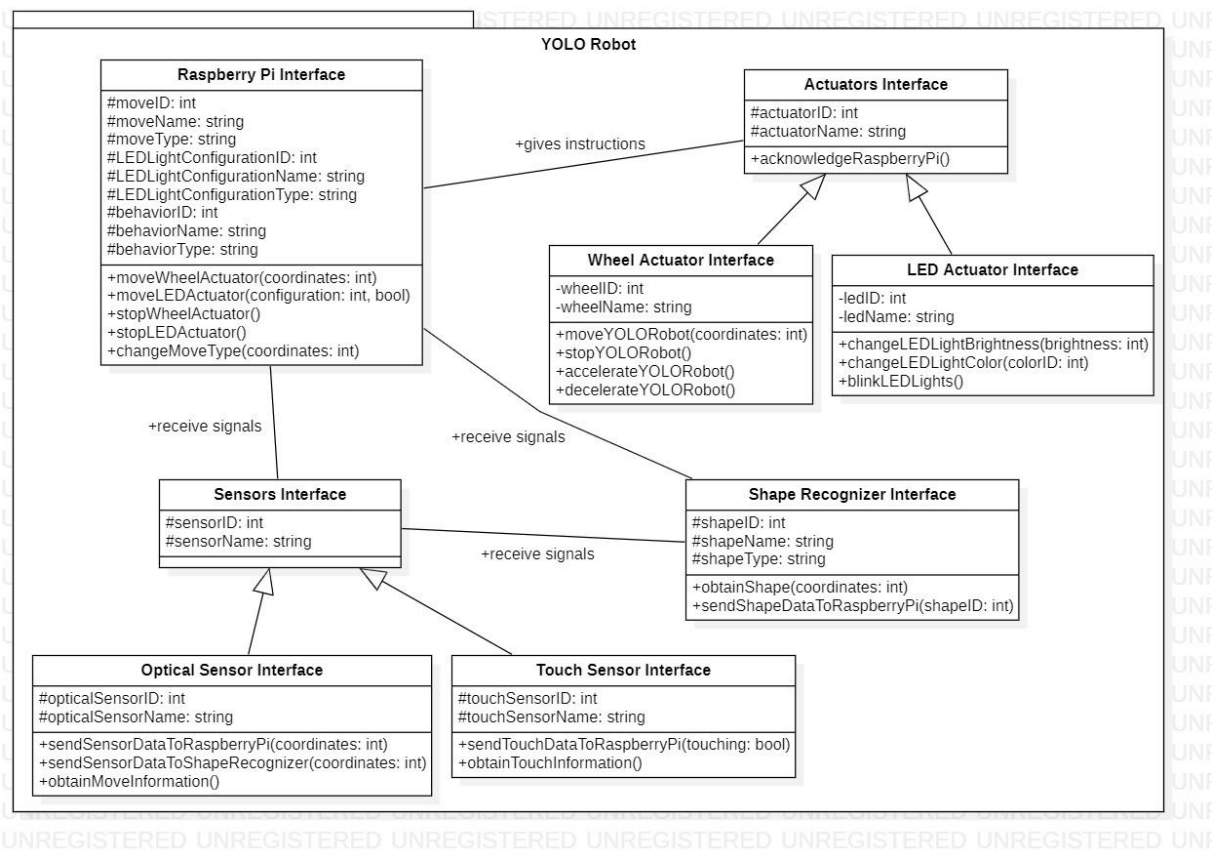 YOLO Robot
Raspberry Pi Interface
#moveID: int
#moveName: string
#moveType: string
#LEDLightConfigurationID: int
#LEDLightConfigurationName: string
#LEDLightConfigurationType: string
#behaviorID: int
#behaviorName: string
#behaviorType: string
+moveWheelActuator(coordinates: int)
+moveLEDActuator(configuration: int, bool)
+stopWheelActuator()
+stopLEDActuator()
+changeMoveType(coordinates: int)
+gives instructions
Actuators Interface
#actuatorID: int
#actuatorName: string
+acknowledgeRaspberryPi()
Wheel Actuator Interface
-wheelID: int
-wheelName: string
+moveYOLORobot(coordinates: int)
+stopYOLORobot()
+accelerateYOLORobot()
+decelerateYOLORobot()
LED Actuator Interface
-ledID: int
-ledName: string
+changeLEDLightBrightness(brightness: int)
+changeLEDLightColor(colorID: int)
+blinkLEDLights()
+receive signals
+receive signals
Sensors Interface
#sensorID: int
#sensorName: string
+receive signals
Shape Recognizer Interface
#shapeID: int
#shapeName: string
#shapeType: string
+obtainShape(coordinates: int)
+sendShapeDataToRaspberryPi(shapeID: int)
Optical Sensor Interface
#opticalSensorID: int
#opticalSensorName: string
+sendSensorDataToRaspberryPi(coordinates: int)
+sendSensorDataToShapeRecognizer(coordinates: int)
+obtainMoveInformation()
Touch Sensor Interface
#touchSensorID: int
#touchSensorName: string
+sendTouchDataToRaspberryPi(touching: bool)
+obtainTouchInformation()
UNREGISTERED UNREGISTERED UNREGISTERED UNREGISTERED UNREGISTERED UNREGISTERED